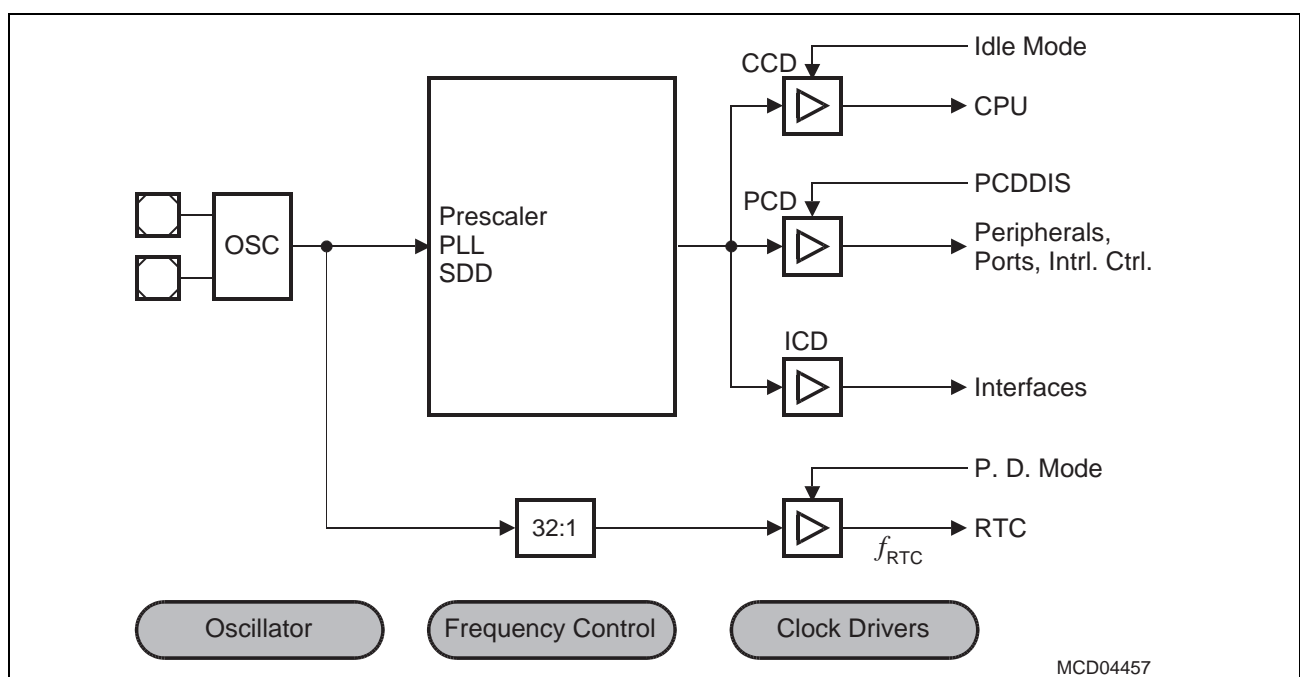 Idle Mode
CCD
CPU
PCDDIS
PCD
OSC
Prescaler
PLL
SDD
Peripherals,
Ports, Intrl. Ctrl.
ICD
Interfaces
P. D. Mode
32:1
RTC
fRTC
Oscillator
Frequency Control
Clock Drivers
MCD04457